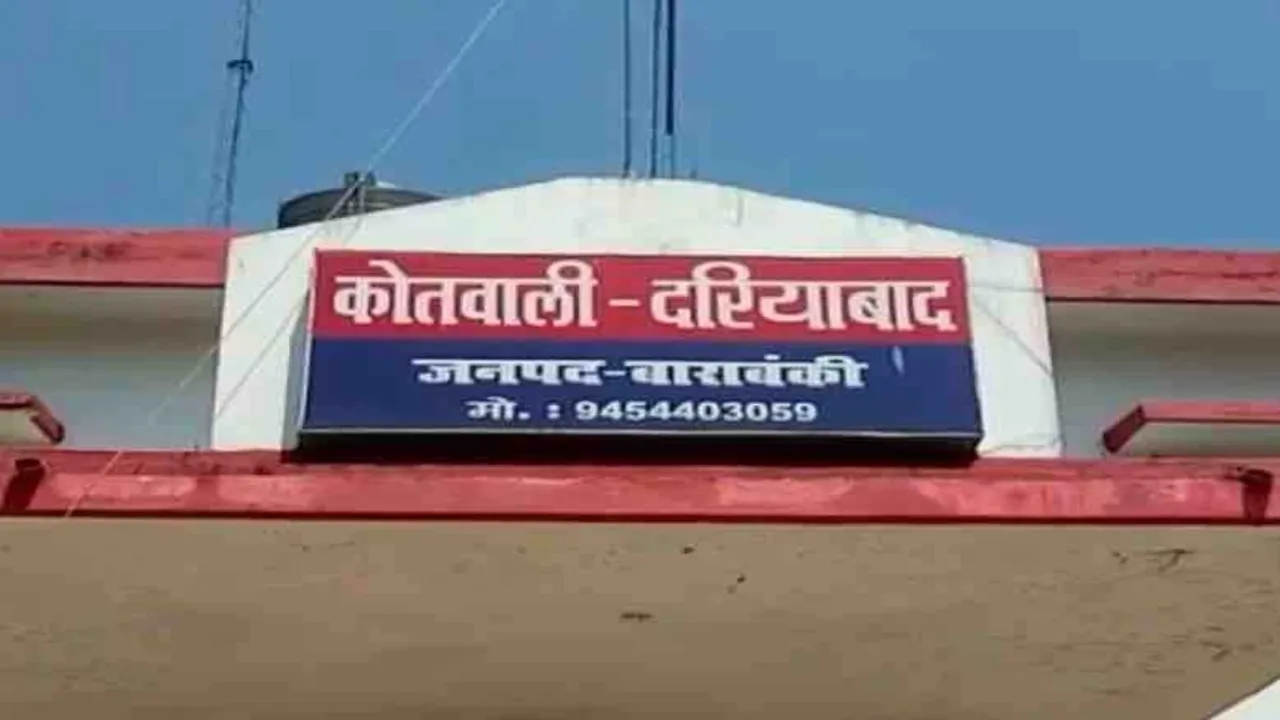 कोतवाली - दरियाबाद
जनपद-बाराबंकी
मो. : 9454403059